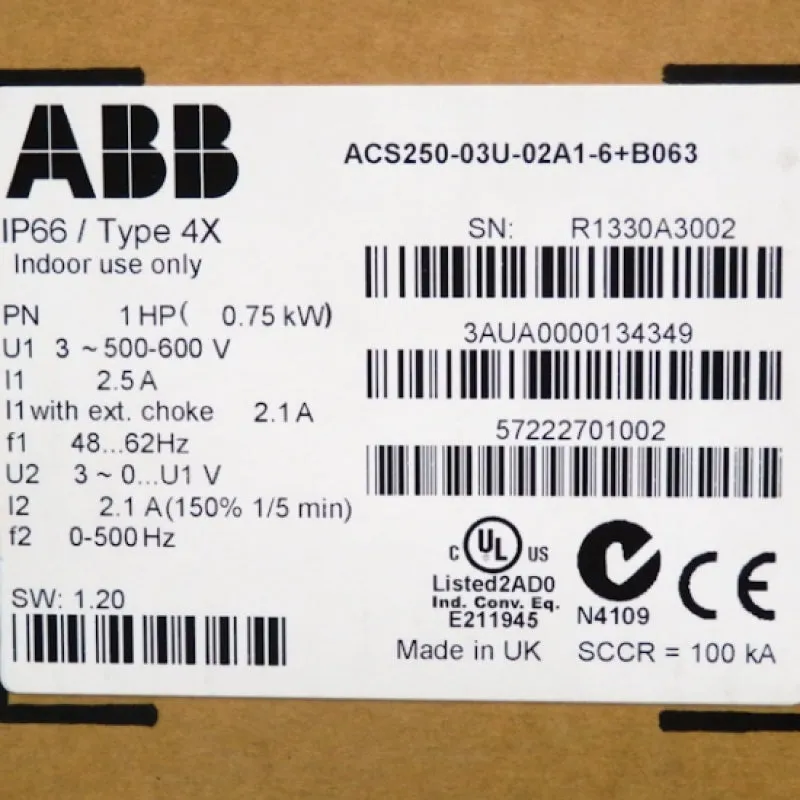 ABB
ACS250-03U-02A1-6+B063
IP66 / Type 4X
Indoor use only
SN: R1330A3002
PN 1 HP ( 0.75 kW)
U1 3 ~ 500-600 V
I1 2.5 A
I1 with ext. choke 2.1 A
f1 48...62Hz
U2 3 ~ 0...U1 V
I2 2.1 A (150% 1/5 min)
f2 0-500 Hz
SW: 1.20
3AUA0000134349
57222701002
C UL US
Listed2AD0
Ind. Conv. Eq.
E211945
N4109
CE
Made in UK SCCR = 100 kA